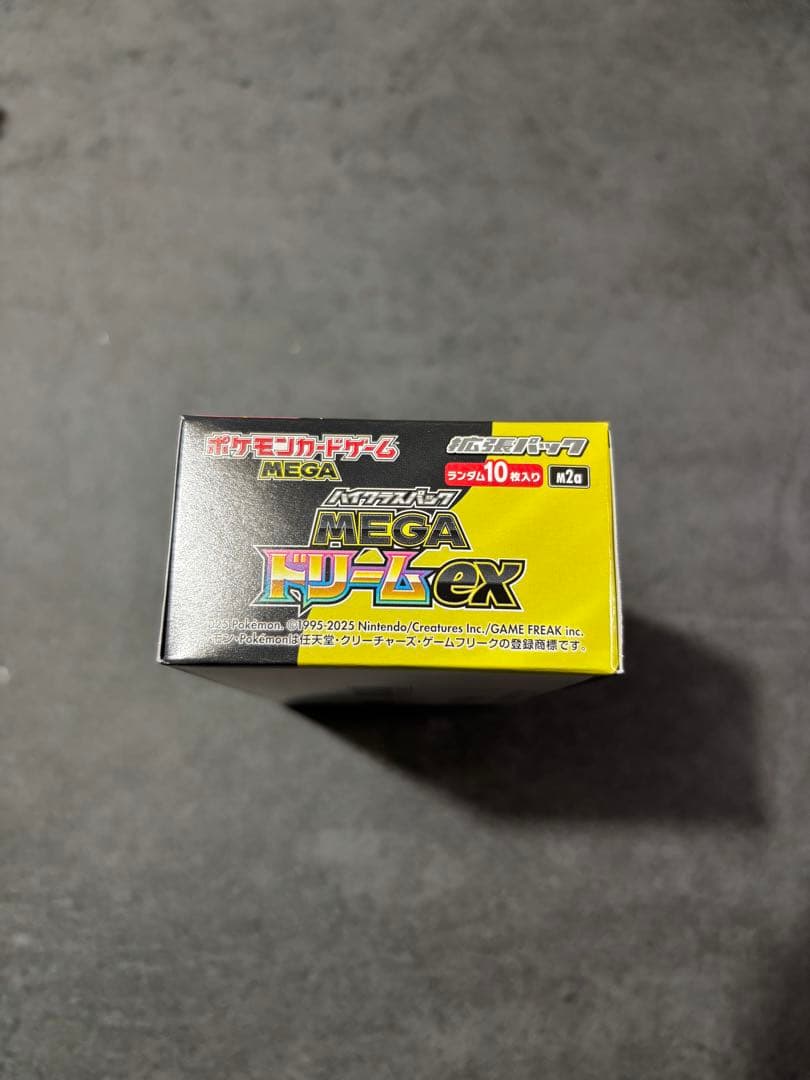 ポケモンカードゲーム
MEGA
拡張パック
ランダム10枚入り M2a
ハイクラスパック
MEGA
ドリームex
025 Pokémon. ©1995-2025 Nintendo/Creatures Inc./GAME FREAK inc.
モン・Pokémonは任天堂・クリーチャーズ・ゲームフリークの登録商標です。